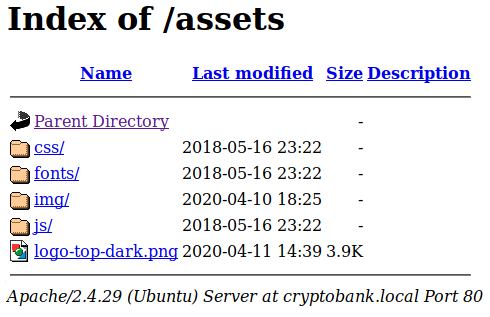 Index of /assets
Name Last modified Size Description
Parent Directory -
css/ 2018-05-16 23:22 -
fonts/ 2018-05-16 23:22 -
img/ 2020-04-10 18:25 -
js/ 2018-05-16 23:22 -
logo-top-dark.png 2020-04-11 14:39 3.9K
Apache/2.4.29 (Ubuntu) Server at cryptobank.local Port 80